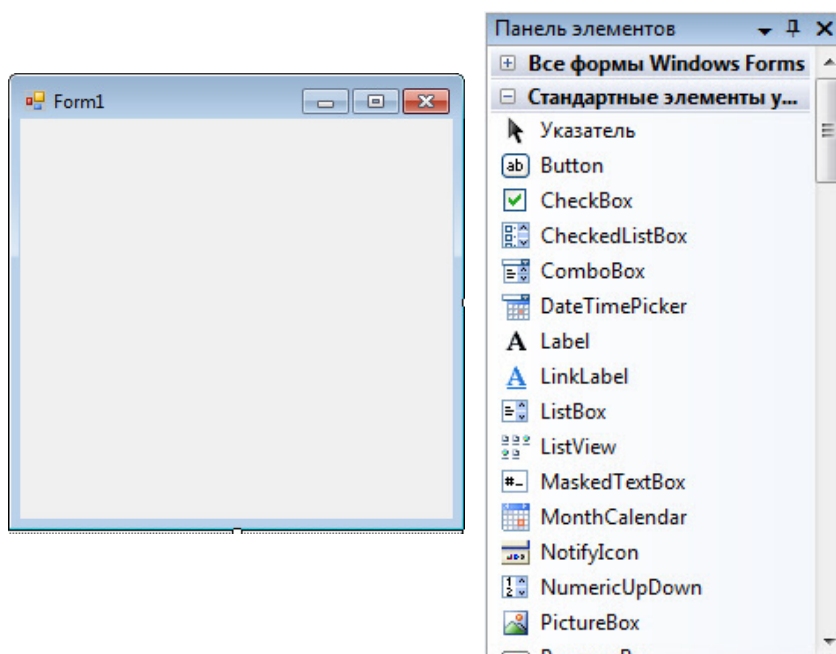 Form1
Панель элементов
Все формы Windows Forms
Стандартные элементы у...
Указатель
Button
CheckBox
CheckedListBox
ComboBox
DateTimePicker
Label
LinkLabel
ListBox
ListView
MaskedTextBox
MonthCalendar
NotifyIcon
NumericUpDown
PictureBox